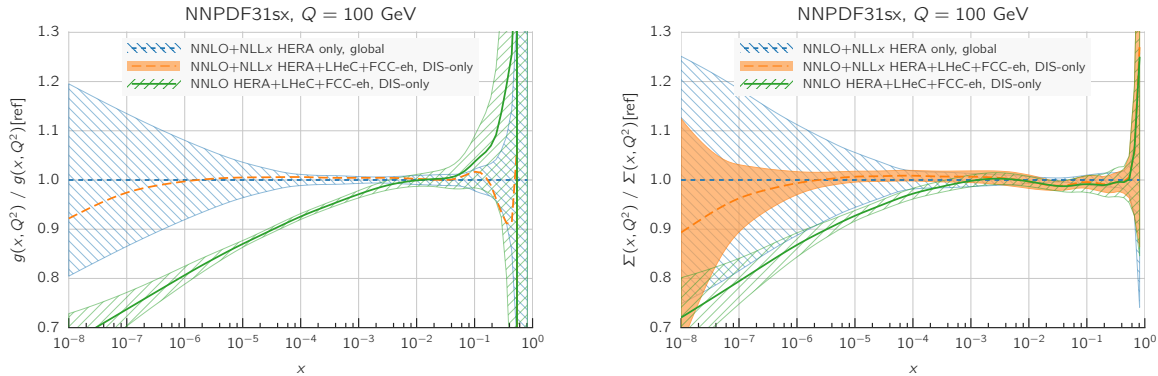 NNPDF31sx, Q = 100 GeV
NNLO+NLLx HERA only, global
NNLO+NLLx HERA+LHeC+FCC-eh, DIS-only
NNLO HERA+LHeC+FCC-eh, DIS-only
g(x, Q²) / g(x, Q²)[ref]
1.3
1.2
1.1
1.0
0.9
0.8
0.7
10⁻⁸ 10⁻⁷ 10⁻⁶ 10⁻⁵ 10⁻⁴ 10⁻³ 10⁻² 10⁻¹ 10⁰
x
NNPDF31sx, Q = 100 GeV
NNLO+NLLx HERA only, global
NNLO+NLLx HERA+LHeC+FCC-eh, DIS-only
NNLO HERA+LHeC+FCC-eh, DIS-only
Σ(x, Q²) / Σ(x, Q²)[ref]
1.3
1.2
1.1
1.0
0.9
0.8
0.7
10⁻⁸ 10⁻⁷ 10⁻⁶ 10⁻⁵ 10⁻⁴ 10⁻³ 10⁻² 10⁻¹ 10⁰
x